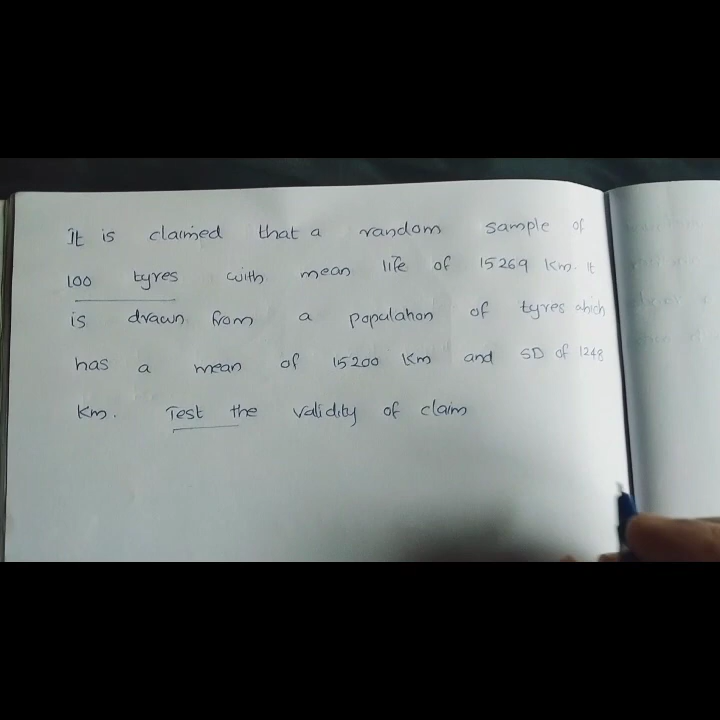 It is claimed that a random sample of
100 tyres with mean life of 15269 Km. It
is drawn from a population of tyres which
has a mean of 15200 Km and SD of 1248
Km. Test the validity of claim